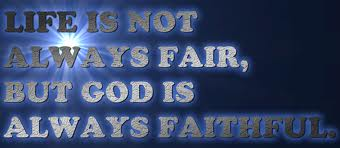 LIFE IS NOT
ALWAYS FAIR,
BUT GOD IS
ALWAYS FAITHFUL.